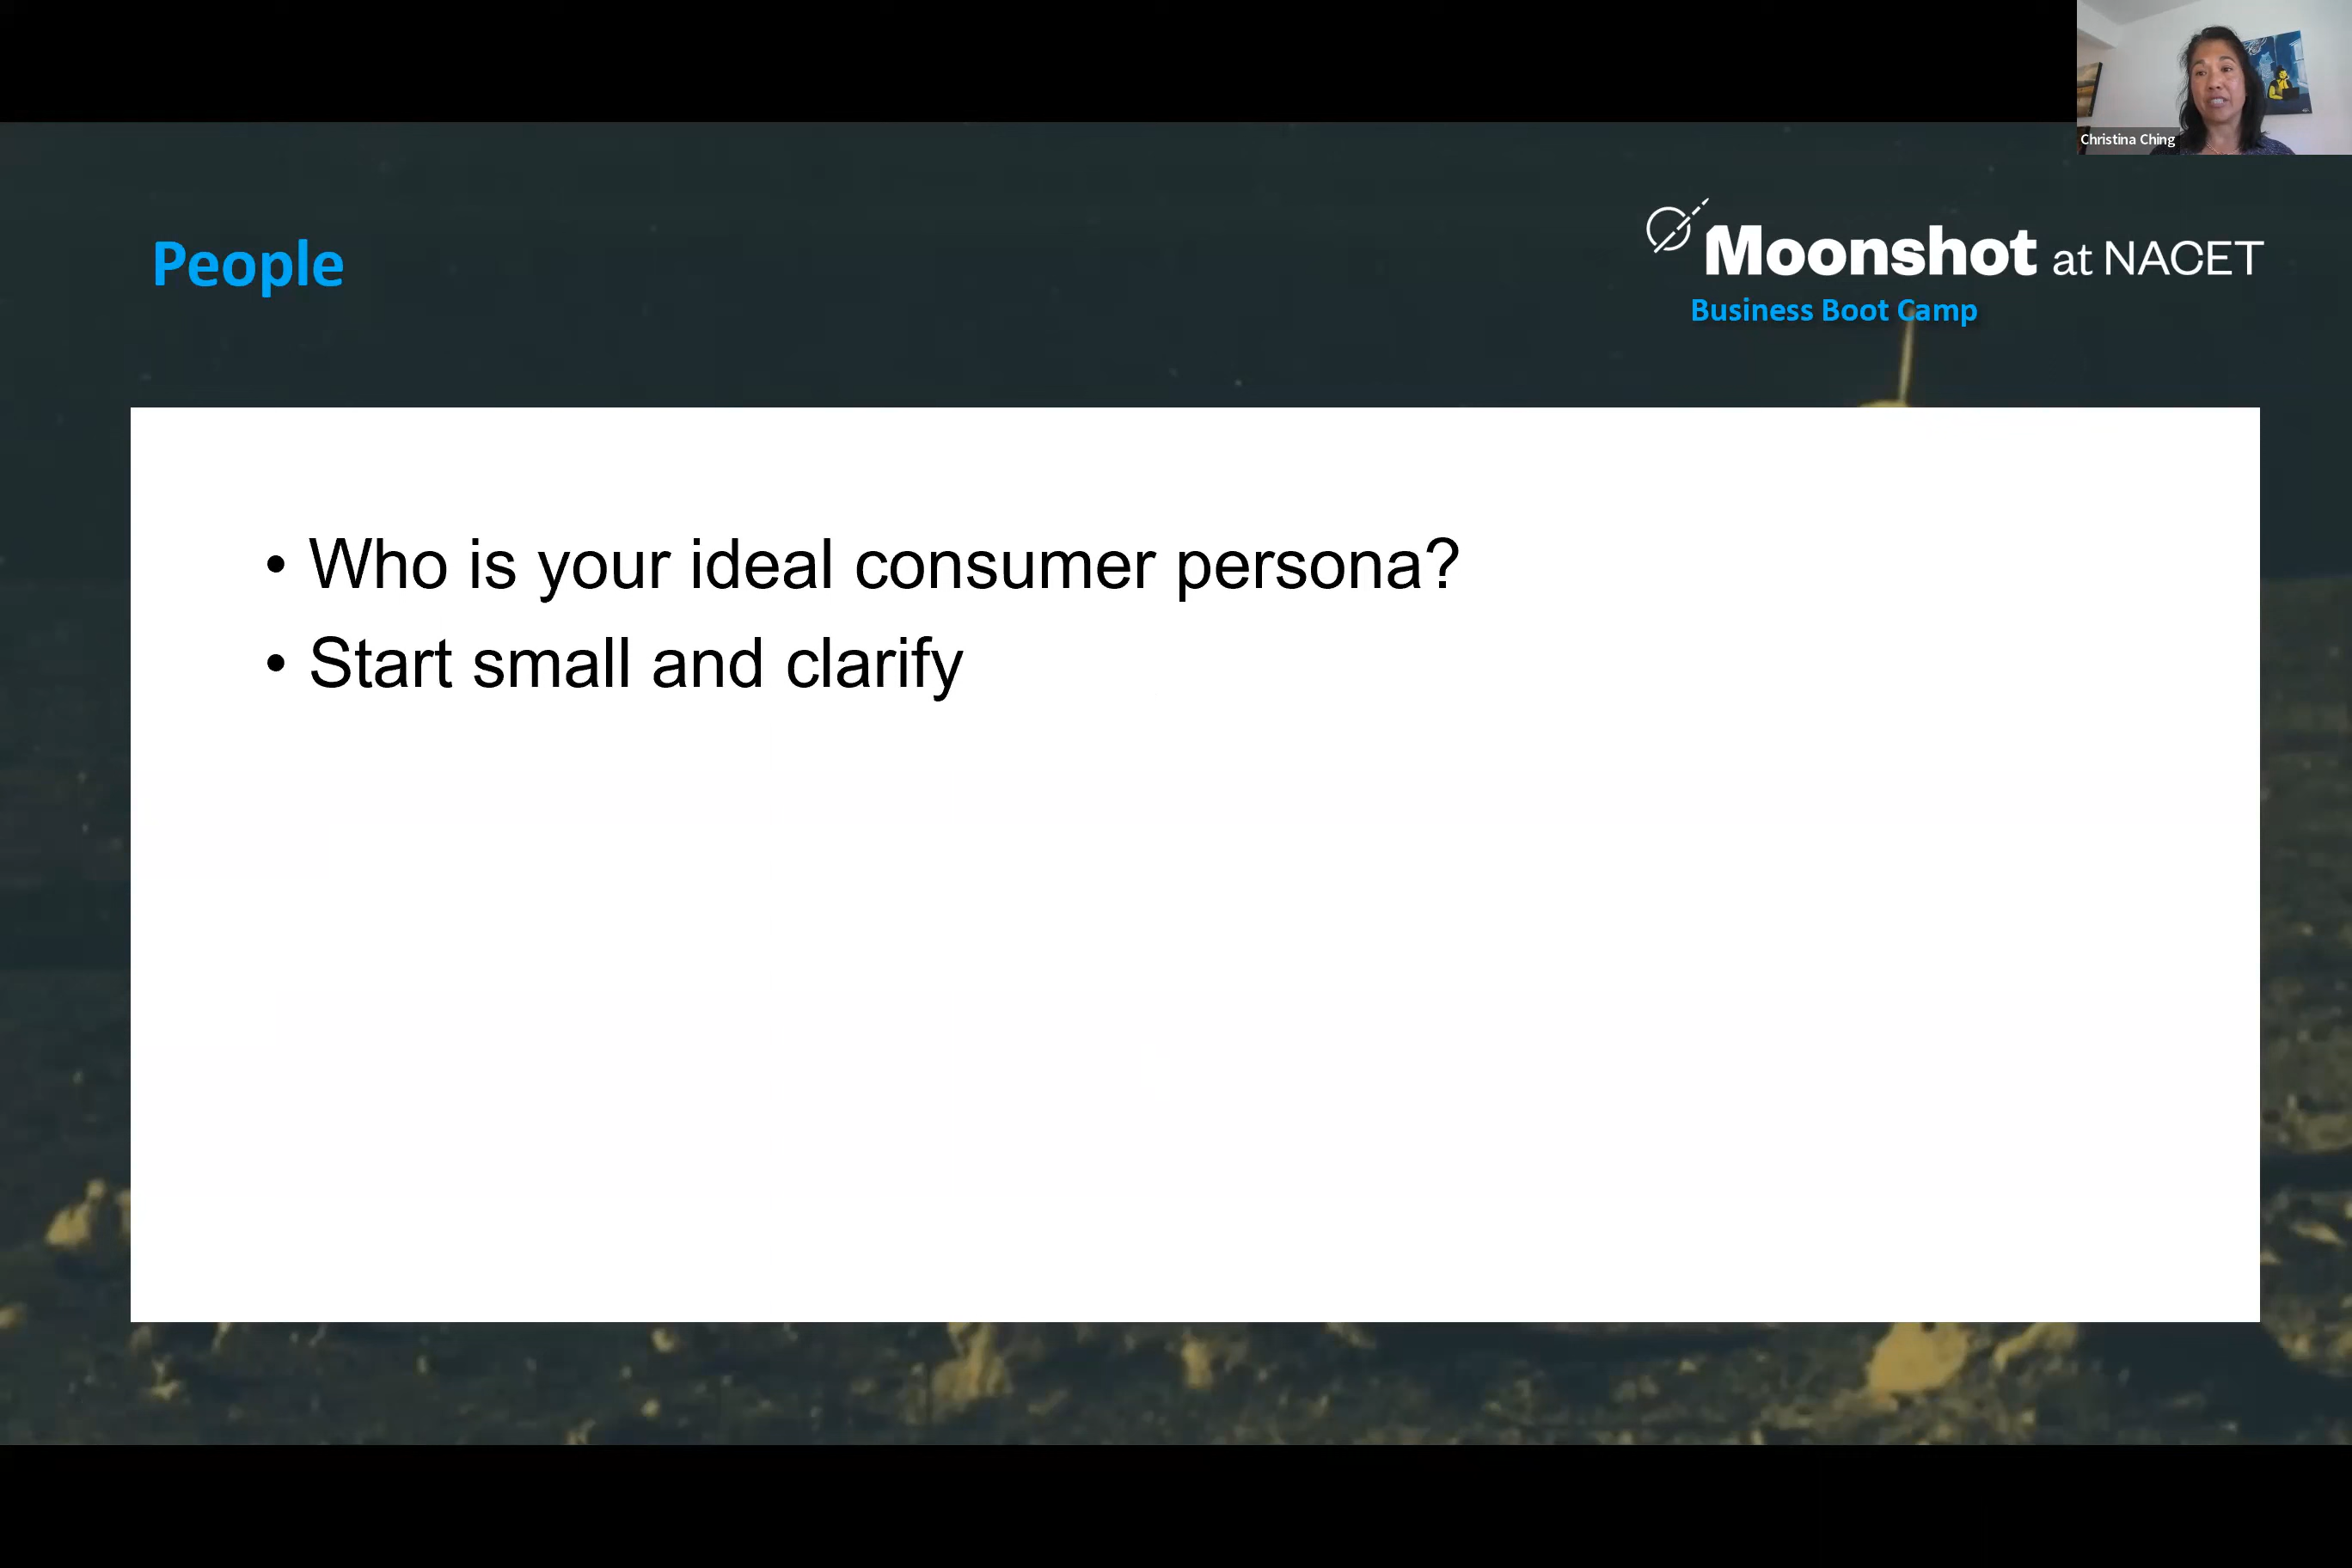 Christina Ching
People
Moonshot at NACET
Business Boot Camp
• Who is your ideal consumer persona?
• Start small and clarify